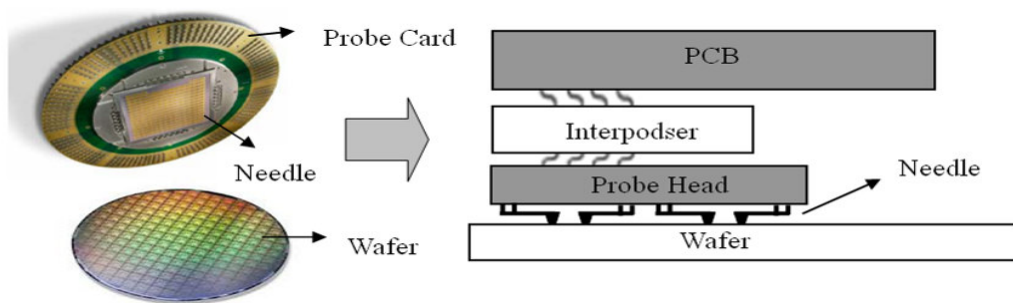 Probe Card
Needle
Wafer
PCB
Interpodser
Probe Head
Needle
Wafer